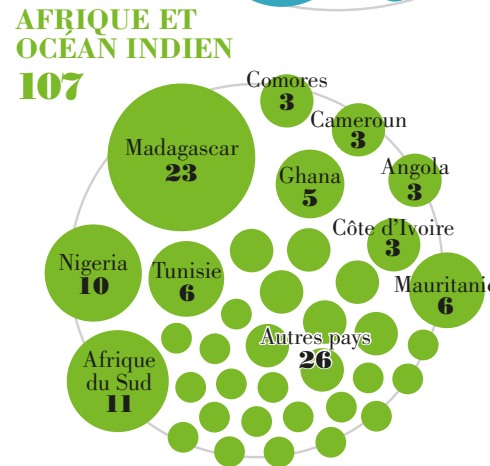 AFRIQUE ET
OCÉAN INDIEN
107
Comores
3
Cameroun
3
Madagascar
23
Ghana
5
Angola
3
Côte d'Ivoire
3
Nigeria
10
Tunisie
6
Mauritanie
6
Autres pays
26
Afrique
du Sud
11